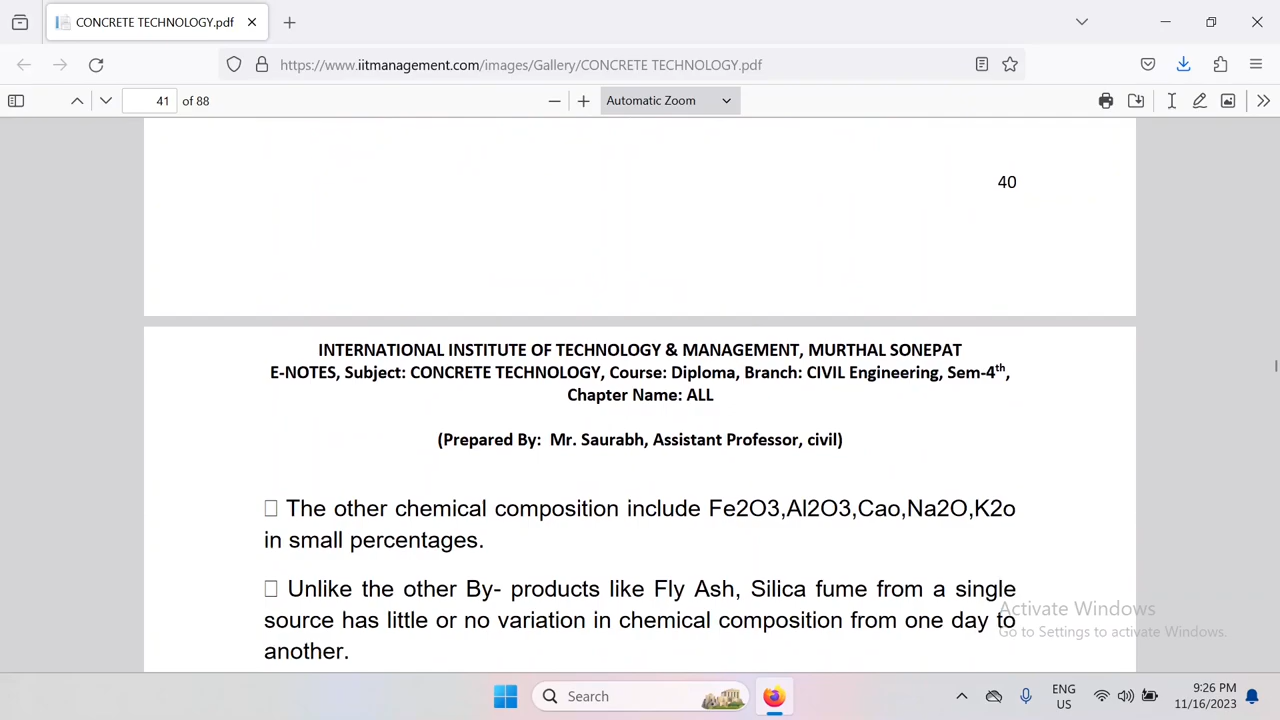 CONCRETE TECHNOLOGY.pdf
https://www.iitmanagement.com/images/Gallery/CONCRETE TECHNOLOGY.pdf
41 of 88
Automatic Zoom
40
INTERNATIONAL INSTITUTE OF TECHNOLOGY & MANAGEMENT, MURTHAL SONEPAT
E-NOTES, Subject: CONCRETE TECHNOLOGY, Course: Diploma, Branch: CIVIL Engineering, Sem-4th,
Chapter Name: ALL
(Prepared By: Mr. Saurabh, Assistant Professor, civil)
□ The other chemical composition include Fe2O3,Al2O3,Cao,Na2O,K2o
in small percentages.
□ Unlike the other By- products like Fly Ash, Silica fume from a single
source has little or no variation in chemical composition from one day to
another.
Activate Windows
Go to Settings to activate Windows.
Search
ENG
US
9:26 PM
11/16/2023